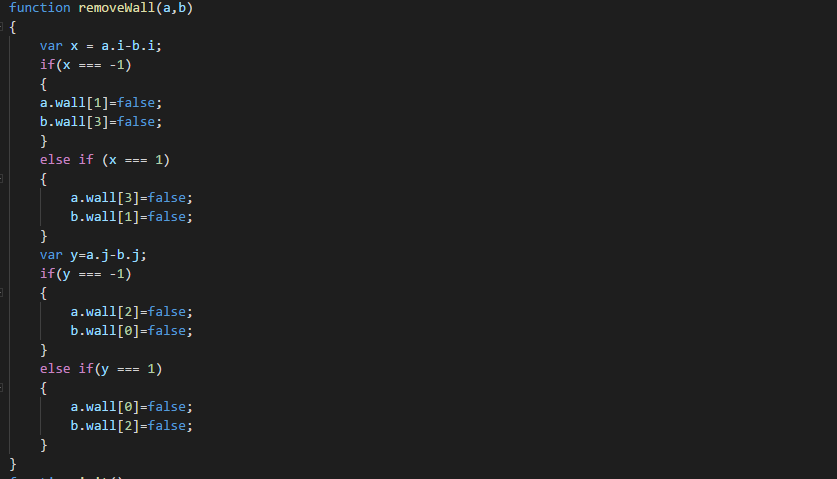 function removeWall(a,b)
{
    var x = a.i-b.i;
    if(x === -1)
    {
    a.wall[1]=false;
    b.wall[3]=false;
    }
    else if (x === 1)
    {
        a.wall[3]=false;
        b.wall[1]=false;
    }
    var y=a.j-b.j;
    if(y === -1)
    {
        a.wall[2]=false;
        b.wall[0]=false;
    }
    else if(y === 1)
    {
        a.wall[0]=false;
        b.wall[2]=false;
    }
}